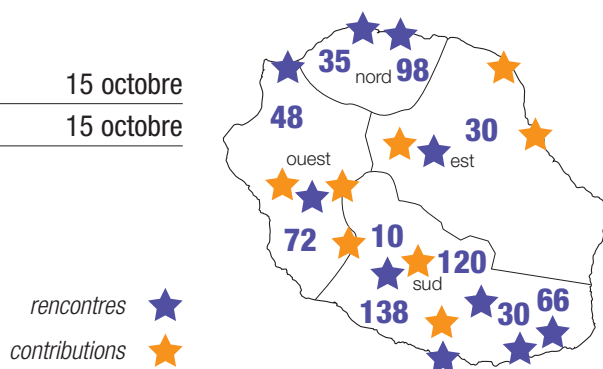 15 octobre
15 octobre
35
nord
98
48
30
est
ouest
72
10
120
sud
138
30
66
rencontres
contributions